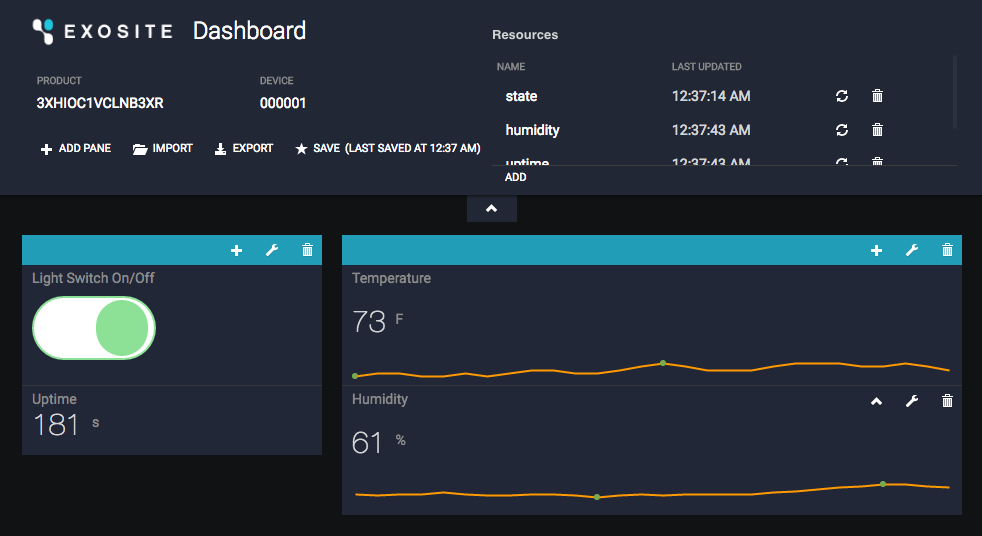 EXOSITE Dashboard
PRODUCT
DEVICE
3XHIOC1VCLNB3XR
000001
ADD PANE
IMPORT
EXPORT
SAVE (LAST SAVED AT 12:37 AM)
Resources
NAME
LAST UPDATED
state
12:37:14 AM
humidity
12:37:43 AM
uptime
12:37:43 AM
ADD
Light Switch On/Off
Uptime
181 s
Temperature
73 F
Humidity
61 %